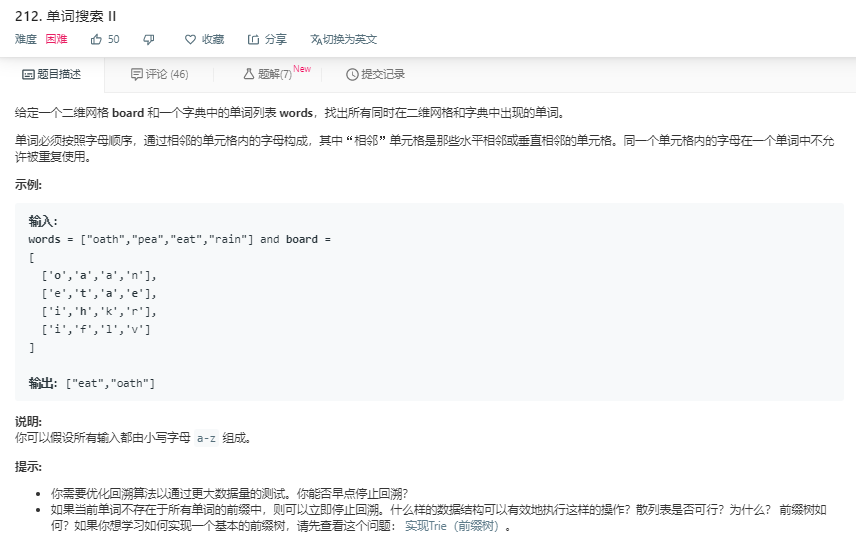 212. 单词搜索 II
难度 困难 50 收藏 分享 切换为英文
题目描述 评论 (46) 题解(7) New 提交记录
给定一个二维网格 board 和一个字典中的单词列表 words，找出所有同时在二维网格和字典中出现的单词。
单词必须按照字母顺序，通过相邻的单元格内的字母构成，其中“相邻”单元格是那些水平相邻或垂直相邻的单元格。同一个单元格内的字母在一个单词中不允
许被重复使用。
示例:
输入:
words = ["oath","pea","eat","rain"] and board =
[
['o','a','a','n'],
['e','t','a','e'],
['i','h','k','r'],
['i','f','l','v']
]
输出: ["eat","oath"]
说明:
你可以假设所有输入都由小写字母 a-z 组成。
提示:
• 你需要优化回溯算法以通过更大数据量的测试。你能否早点停止回溯？
• 如果当前单词不存在于所有单词的前缀中，则可以立即停止回溯。什么样的数据结构可以有效地执行这样的操作？散列表是否可行？为什么？ 前缀树如
何？如果你想学习如何实现一个基本的前缀树，请先查看这个问题： 实现Trie（前缀树）。